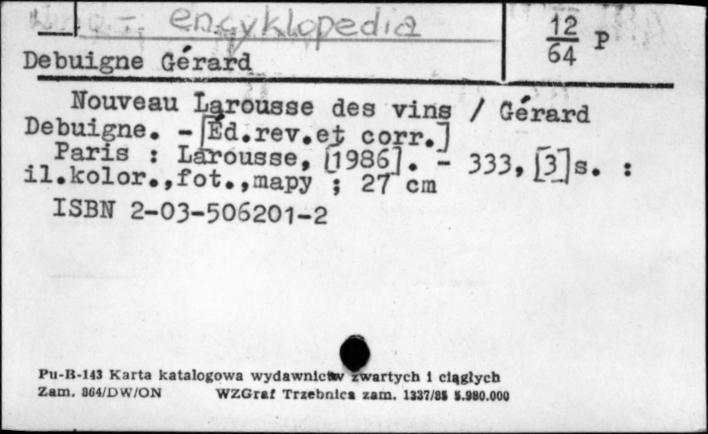 encyklopedia
12
64 P
Debuigne Gérard
Nouveau Larousse des vins / Gérard
Debuigne. - [Éd.rev.et corr.]
Paris : Larousse, [1986]. - 333, [3]s. :
il.kolor.,fot.,mapy ; 27 cm
ISBN 2-03-506201-2
Pu-B-143 Karta katalogowa wydawnictw zwartych i ciągłych
Zam. 864/DW/ON WZGraf Trzebnica zam. 1337/85 5.980.000